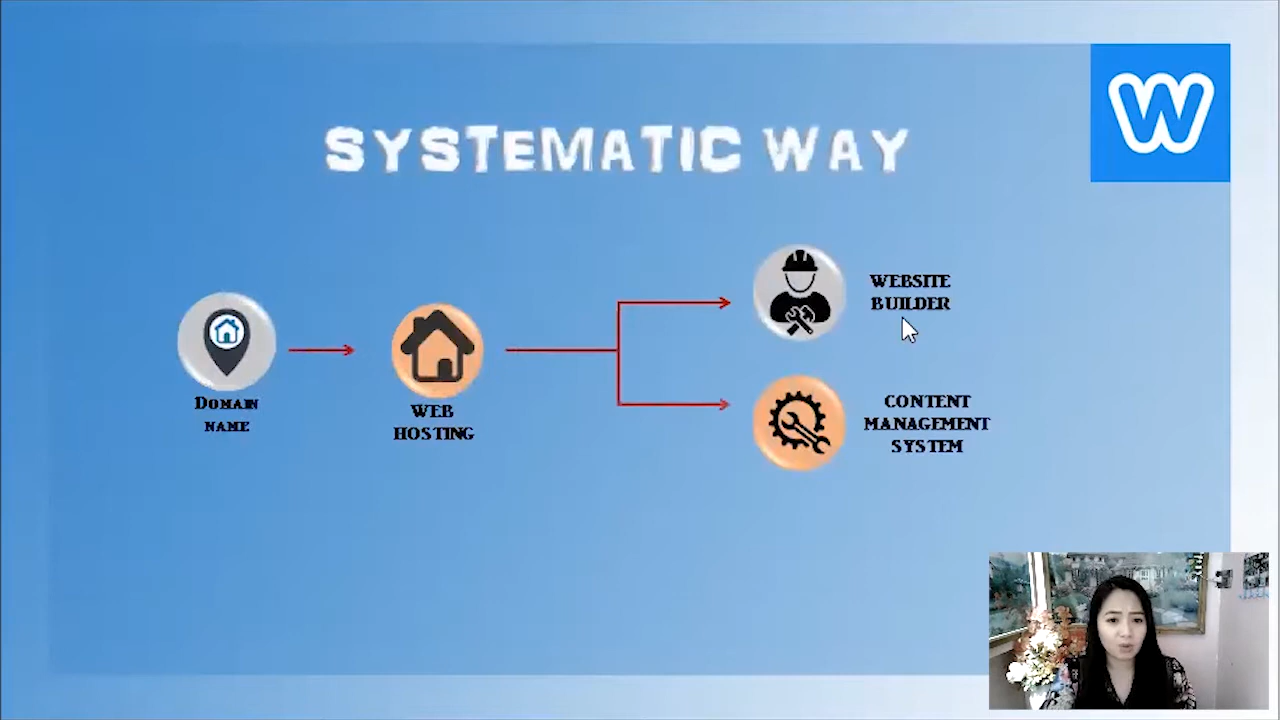 SYSTEMATIC WAY
W
DOMAIN
NAME
WEB
HOSTING
WEBSITE
BUILDER
CONTENT
MANAGEMENT
SYSTEM